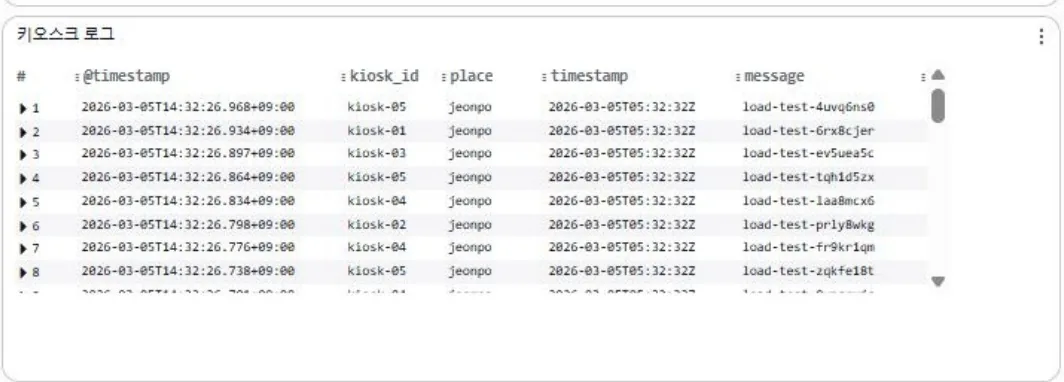 키오스크 로그
# @timestamp kiosk_id place timestamp message
1 2026-03-05T14:32:26.968+09:00 kiosk-05 jeonpo 2026-03-05T05:32:32Z load-test-4uvq6ns0
2 2026-03-05T14:32:26.934+09:00 kiosk-01 jeonpo 2026-03-05T05:32:32Z load-test-6rx8cjer
3 2026-03-05T14:32:26.897+09:00 kiosk-03 jeonpo 2026-03-05T05:32:32Z load-test-ev5uea5c
4 2026-03-05T14:32:26.864+09:00 kiosk-05 jeonpo 2026-03-05T05:32:32Z load-test-tqh1d5zx
5 2026-03-05T14:32:26.834+09:00 kiosk-04 jeonpo 2026-03-05T05:32:32Z load-test-laa8mcx6
6 2026-03-05T14:32:26.798+09:00 kiosk-02 jeonpo 2026-03-05T05:32:32Z load-test-prly8wkg
7 2026-03-05T14:32:26.776+09:00 kiosk-04 jeonpo 2026-03-05T05:32:32Z load-test-fr9kr1qm
8 2026-03-05T14:32:26.738+09:00 kiosk-05 jeonpo 2026-03-05T05:32:32Z load-test-zqkfe18t